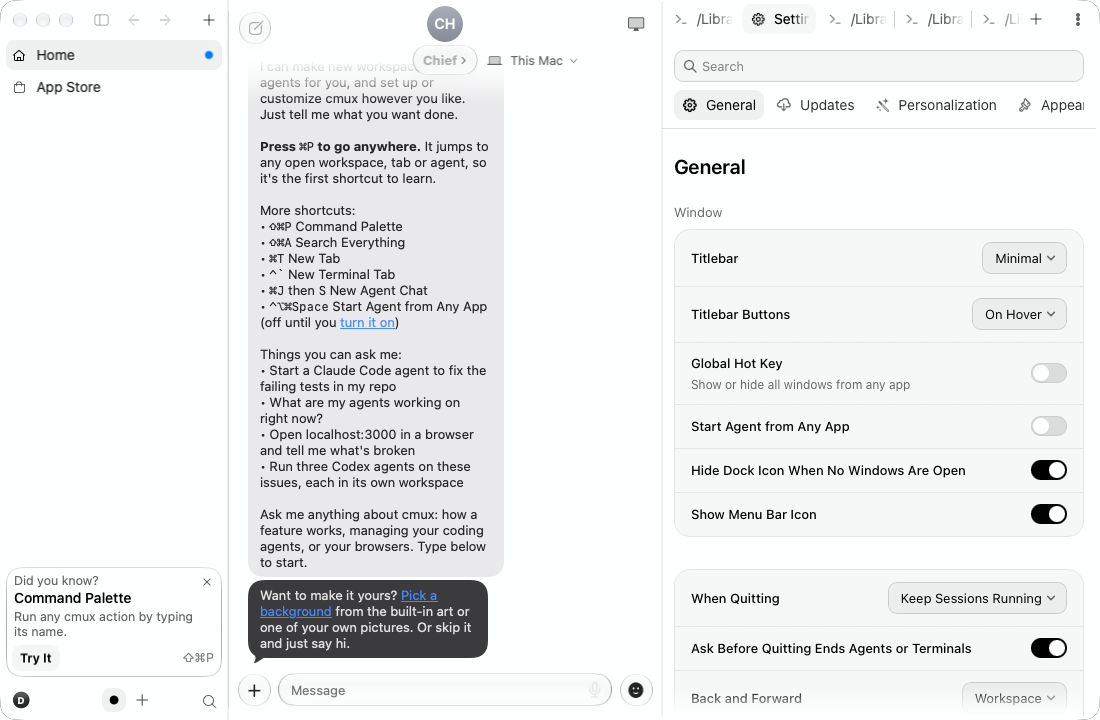 Home
App Store
Did you know?
Command Palette
Run any cmux action by typing
its name.
Try It
⇧⌘P
D
CH
Chief ›
This Mac
I can make new workspac
agents for you, and set up or
customize cmux however you like.
Just tell me what you want done.
Press ⌘P to go anywhere. It jumps to
any open workspace, tab or agent, so
it's the first shortcut to learn.
More shortcuts:
• ⇧⌘P Command Palette
• ⇧⌘A Search Everything
• ⌘T New Tab
• ^` New Terminal Tab
• ⌘J then S New Agent Chat
• ^⌥⌘Space Start Agent from Any App
(off until you turn it on)
Things you can ask me:
• Start a Claude Code agent to fix the
failing tests in my repo
• What are my agents working on
right now?
• Open localhost:3000 in a browser
and tell me what's broken
• Run three Codex agents on these
issues, each in its own workspace
Ask me anything about cmux: how a
feature works, managing your coding
agents, or your browsers. Type below
to start.
Want to make it yours? Pick a
background from the built-in art or
one of your own pictures. Or skip it
and just say hi.
Message
/Libra
Settin
/Libra
/Libra
/Li
Search
General
Updates
Personalization
Appear
General
Window
Titlebar
Minimal
Titlebar Buttons
On Hover
Global Hot Key
Show or hide all windows from any app
Start Agent from Any App
Hide Dock Icon When No Windows Are Open
Show Menu Bar Icon
When Quitting
Keep Sessions Running
Ask Before Quitting Ends Agents or Terminals
Back and Forward
Workspace